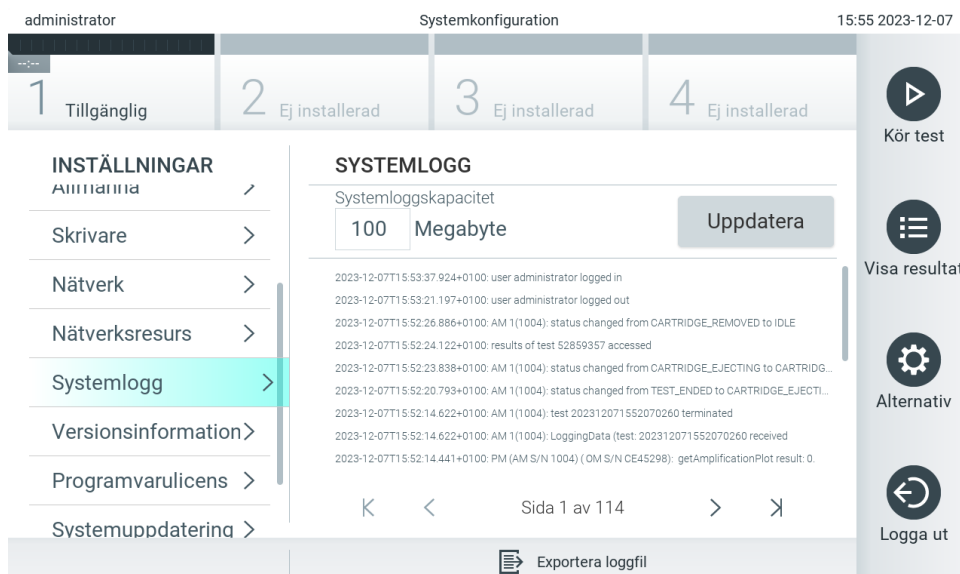 administrator
Systemkonfiguration
15:55 2023-12-07
--:--
1 Tillgänglig
2 Ej installerad
3 Ej installerad
4 Ej installerad
Kör test
Visa resultat
Alternativ
Logga ut
INSTÄLLNINGAR
Allmänna
Skrivare
Nätverk
Nätverksresurs
Systemlogg
Versionsinformation
Programvarulicens
Systemuppdatering
SYSTEMLOGG
Systemloggskapacitet
100 Megabyte
Uppdatera
2023-12-07T15:53:37.924+0100: user administrator logged in
2023-12-07T15:53:21.197+0100: user administrator logged out
2023-12-07T15:52:26.886+0100: AM 1(1004): status changed from CARTRIDGE_REMOVED to IDLE
2023-12-07T15:52:24.122+0100: results of test 52859357 accessed
2023-12-07T15:52:23.838+0100: AM 1(1004): status changed from CARTRIDGE_EJECTING to CARTRIDG...
2023-12-07T15:52:20.793+0100: AM 1(1004): status changed from TEST_ENDED to CARTRIDGE_EJECTI...
2023-12-07T15:52:14.622+0100: AM 1(1004): test 202312071552070260 terminated
2023-12-07T15:52:14.622+0100: AM 1(1004): LoggingData (test: 202312071552070260 received
2023-12-07T15:52:14.441+0100: PM (AM S/N 1004) ( OM S/N CE45298): getAmplificationPlot result: 0.
Sida 1 av 114
Exportera loggfil